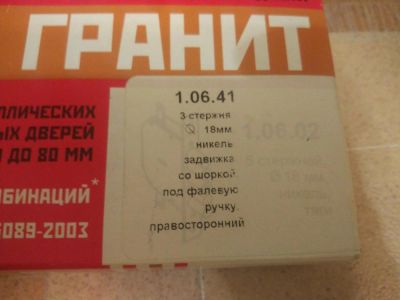 ГРАНИТ
ЛЛИЧЕСКИХ
ЫХ ДВЕРЕЙ
ДО 80 ММ
БИНАЦИЙ*
089-2003
1.06.41
3 стержня
18мм
никель
задвижка
со шоркой
под фалевую
ручку
правосторонний
1.06.02